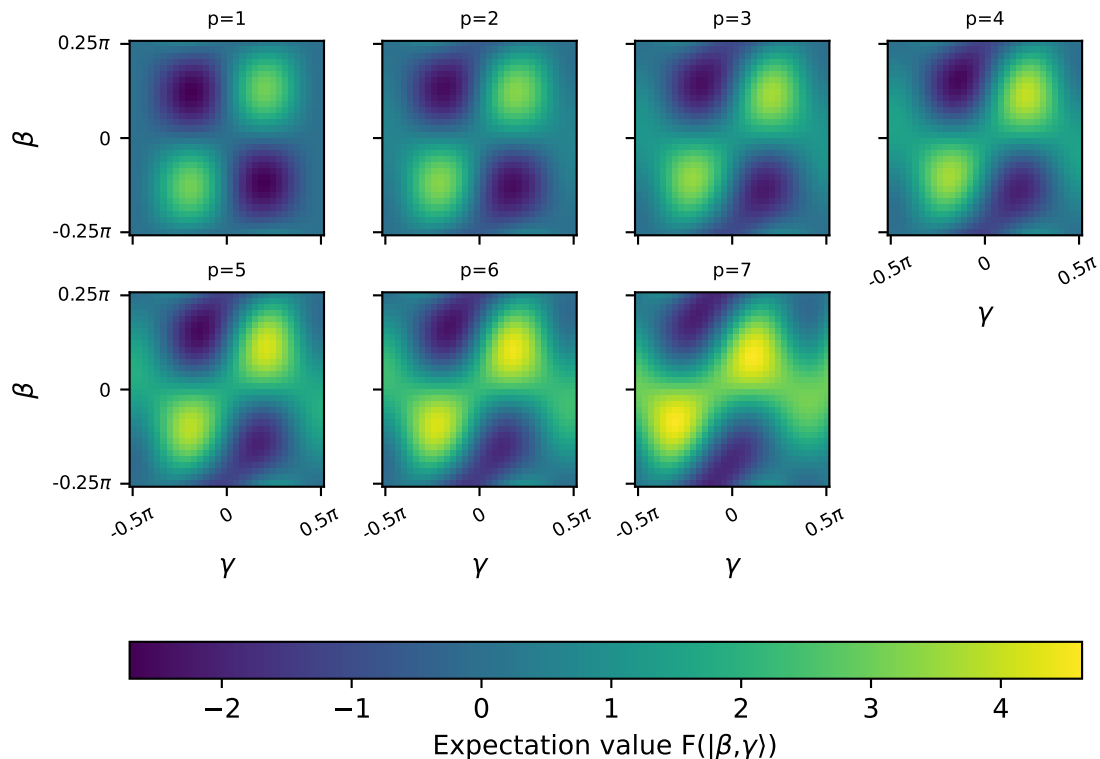 p=1
p=2
p=3
p=4
0.25π
0
-0.25π
β
-0.5π
0
0.5π
γ
p=5
p=6
p=7
0.25π
0
-0.25π
β
-0.5π
0
0.5π
γ
-0.5π
0
0.5π
γ
-0.5π
0
0.5π
γ
−2
−1
0
1
2
3
4
Expectation value F(|β,γ⟩)